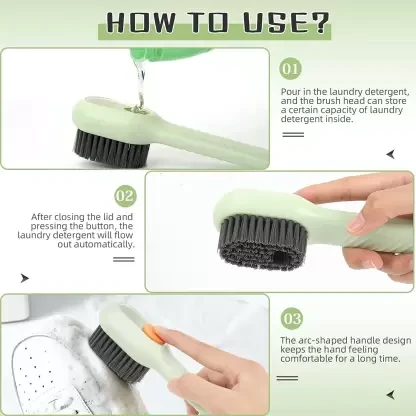 HOW TO USE?
01
Pour in the laundry detergent,
and the brush head can store
a certain capacity of laundry
detergent inside.
02
After closing the lid and
pressing the button, the
laundry detergent will flow
out automatically.
03
The arc-shaped handle design
keeps the hand feeling
comfortable for a long time.